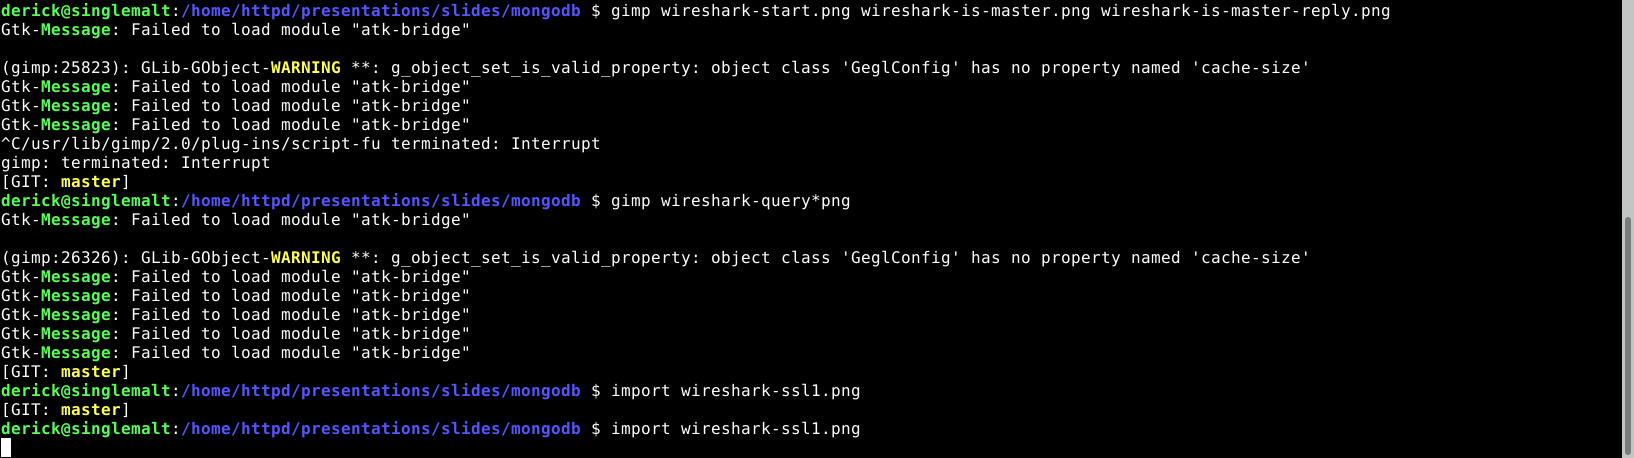 derick@singlemalt:/home/httpd/presentations/slides/mongodb $ gimp wireshark-start.png wireshark-is-master.png wireshark-is-master-reply.png
Gtk-Message: Failed to load module "atk-bridge"
(gimp:25823): GLib-GObject-WARNING **: g_object_set_is_valid_property: object class 'GeglConfig' has no property named 'cache-size'
Gtk-Message: Failed to load module "atk-bridge"
Gtk-Message: Failed to load module "atk-bridge"
Gtk-Message: Failed to load module "atk-bridge"
^C/usr/lib/gimp/2.0/plug-ins/script-fu terminated: Interrupt
gimp: terminated: Interrupt
[GIT: master]
derick@singlemalt:/home/httpd/presentations/slides/mongodb $ gimp wireshark-query*png
Gtk-Message: Failed to load module "atk-bridge"
(gimp:26326): GLib-GObject-WARNING **: g_object_set_is_valid_property: object class 'GeglConfig' has no property named 'cache-size'
Gtk-Message: Failed to load module "atk-bridge"
Gtk-Message: Failed to load module "atk-bridge"
Gtk-Message: Failed to load module "atk-bridge"
Gtk-Message: Failed to load module "atk-bridge"
Gtk-Message: Failed to load module "atk-bridge"
[GIT: master]
derick@singlemalt:/home/httpd/presentations/slides/mongodb $ import wireshark-ssl1.png
[GIT: master]
derick@singlemalt:/home/httpd/presentations/slides/mongodb $ import wireshark-ssl1.png